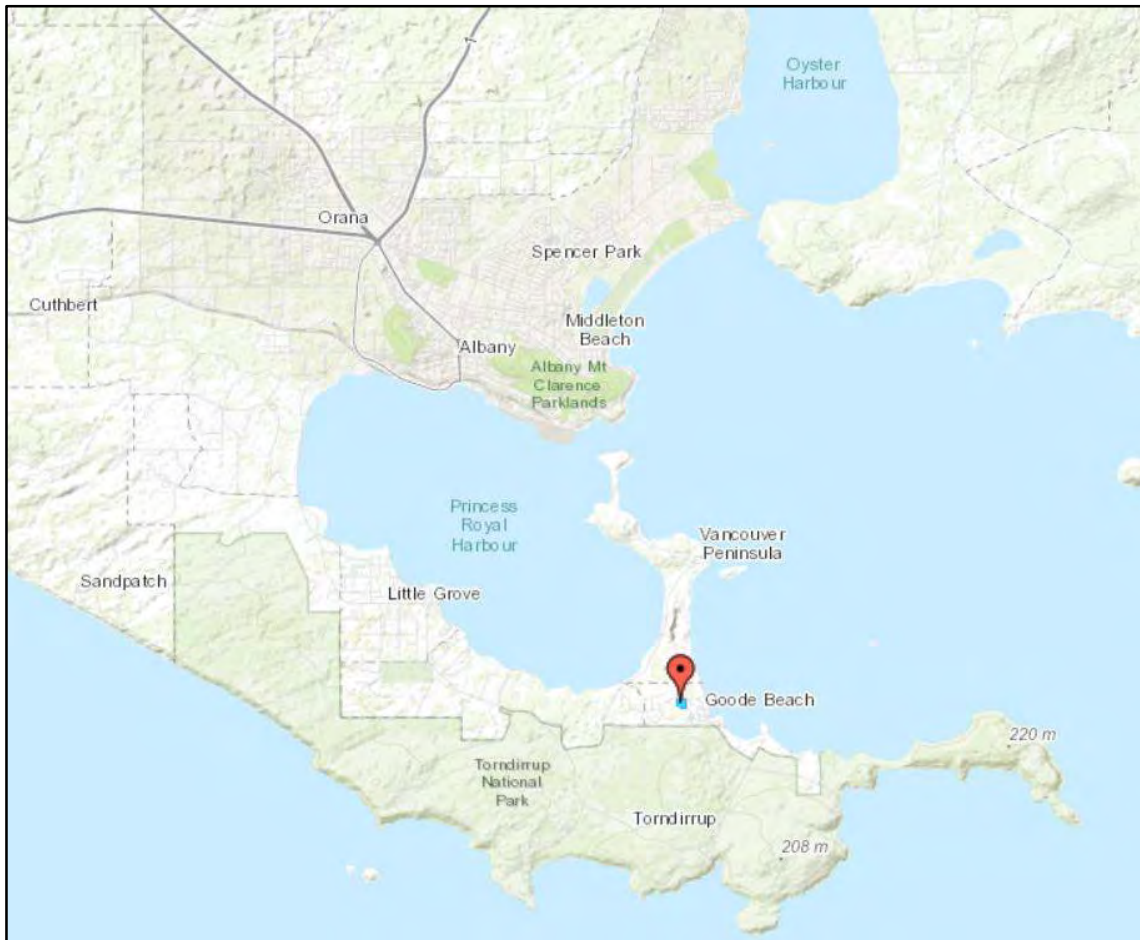 Oyster
Harbour
Orana
Spencer Park
Cuthbert
Middleton
Beach
Albany
Albany Mt
Clarence
Parklands
Princess
Royal
Harbour
Vancouver
Peninsula
Sandpatch
Little Grove
Goode Beach
220 m
Torndirrup
National
Park
Torndirrup
208 m